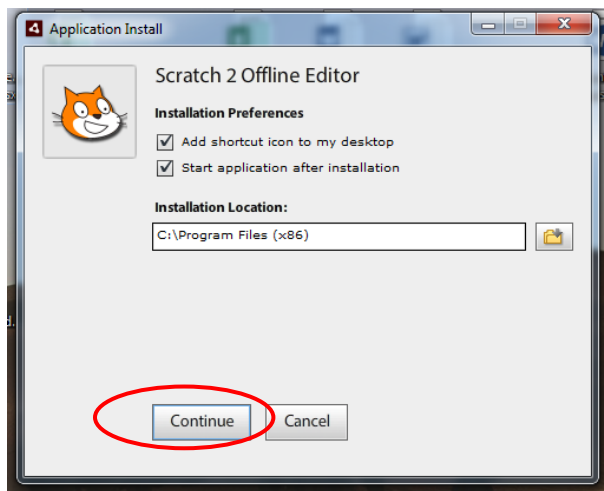 Application Install
Scratch 2 Offline Editor
Installation Preferences
Add shortcut icon to my desktop
Start application after installation
Installation Location:
C:\Program Files (x86)
Continue
Cancel